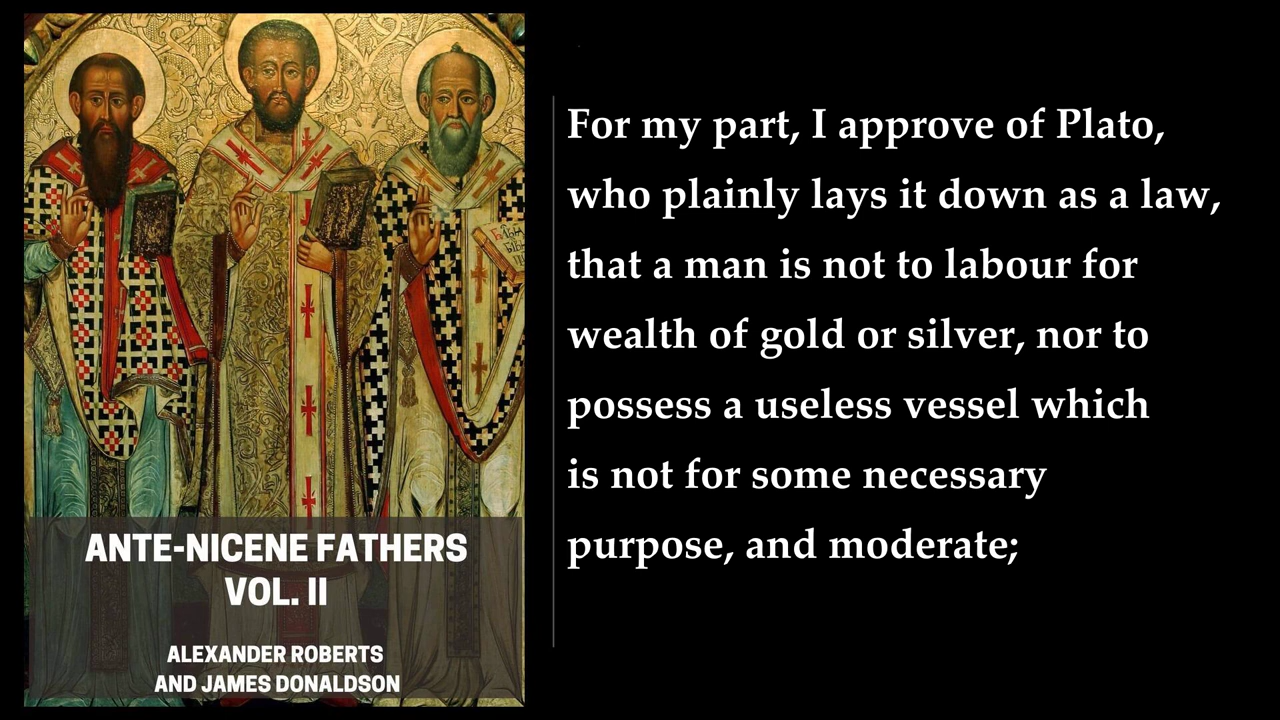 ANTE-NICENE FATHERS
VOL. II
ALEXANDER ROBERTS
AND JAMES DONALDSON
For my part, I approve of Plato,
who plainly lays it down as a law,
that a man is not to labour for
wealth of gold or silver, nor to
possess a useless vessel which
is not for some necessary
purpose, and moderate;